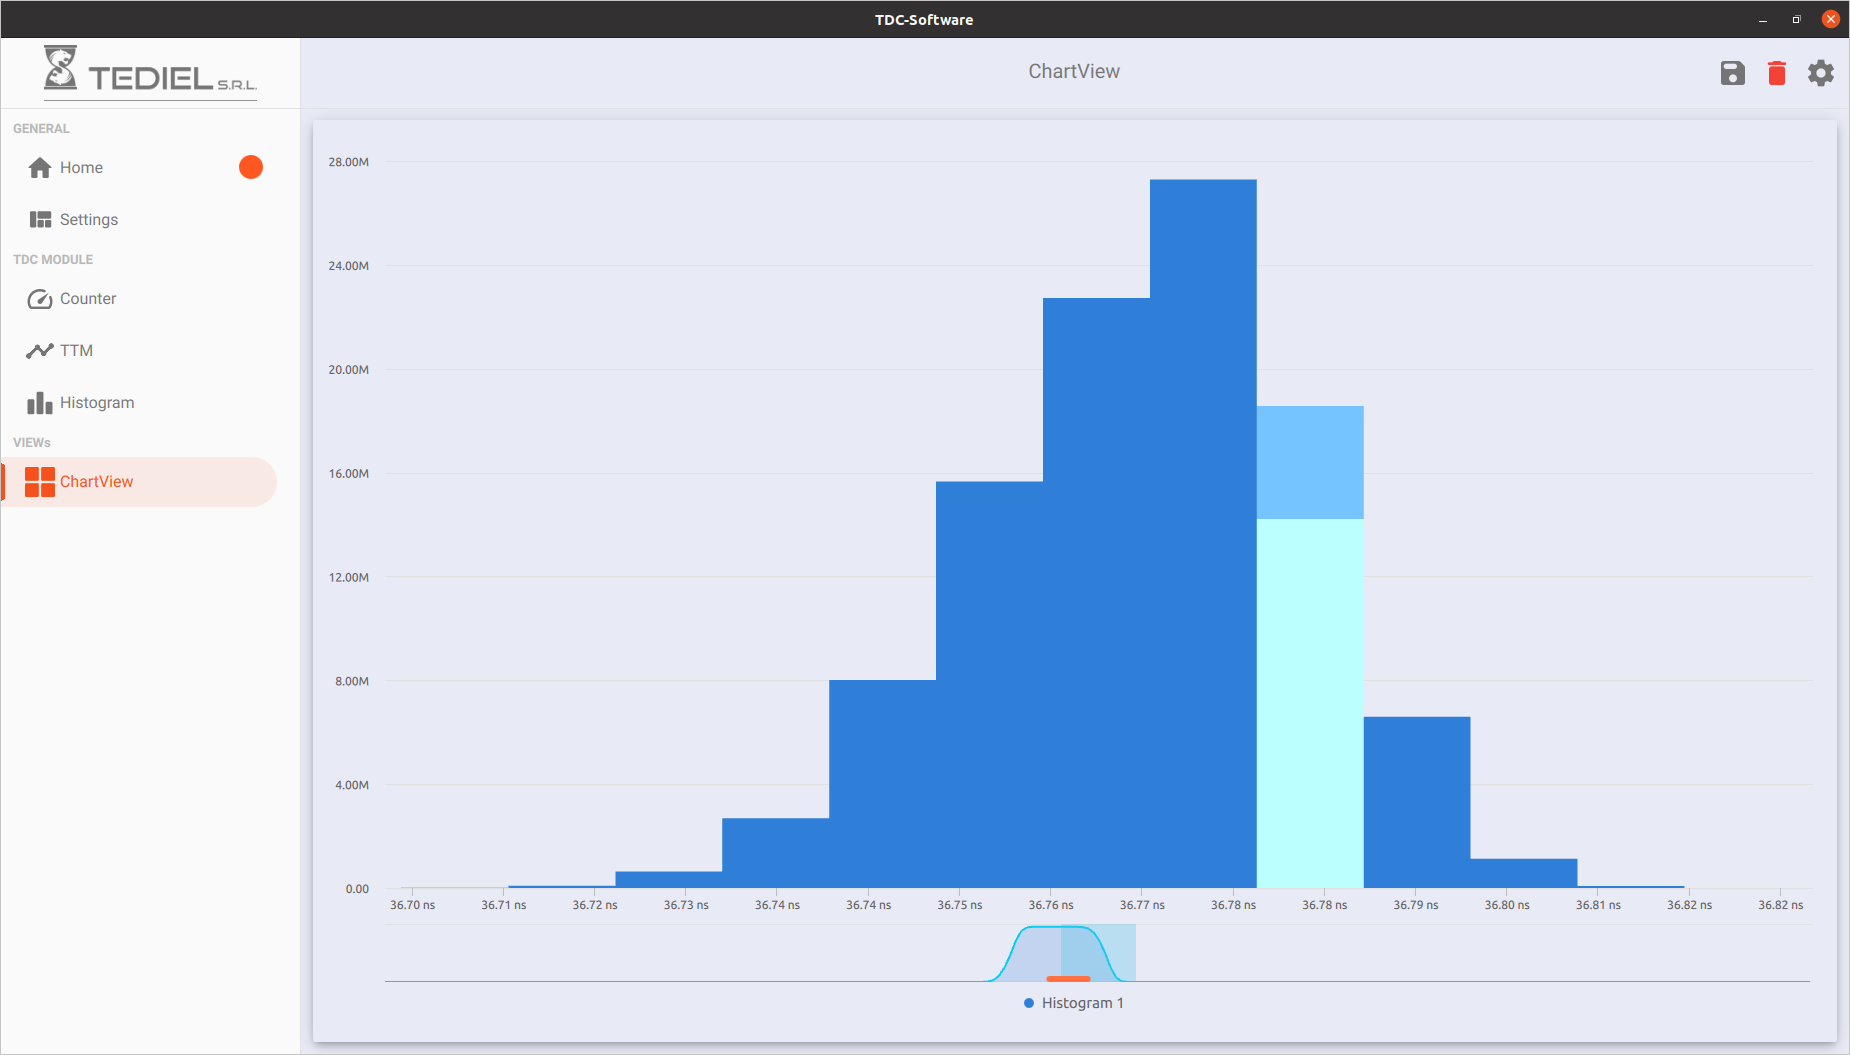 TDC-Software
TEDIEL S.R.L.
ChartView
GENERAL
Home
Settings
TDC MODULE
Counter
TTM
Histogram
VIEWs
ChartView
28.00M
24.00M
20.00M
16.00M
12.00M
8.00M
4.00M
0.00
36.70 ns 36.71 ns 36.72 ns 36.73 ns 36.74 ns 36.74 ns 36.75 ns 36.76 ns 36.77 ns 36.78 ns 36.78 ns 36.79 ns 36.80 ns 36.81 ns 36.82 ns 36.82 ns
Histogram 1